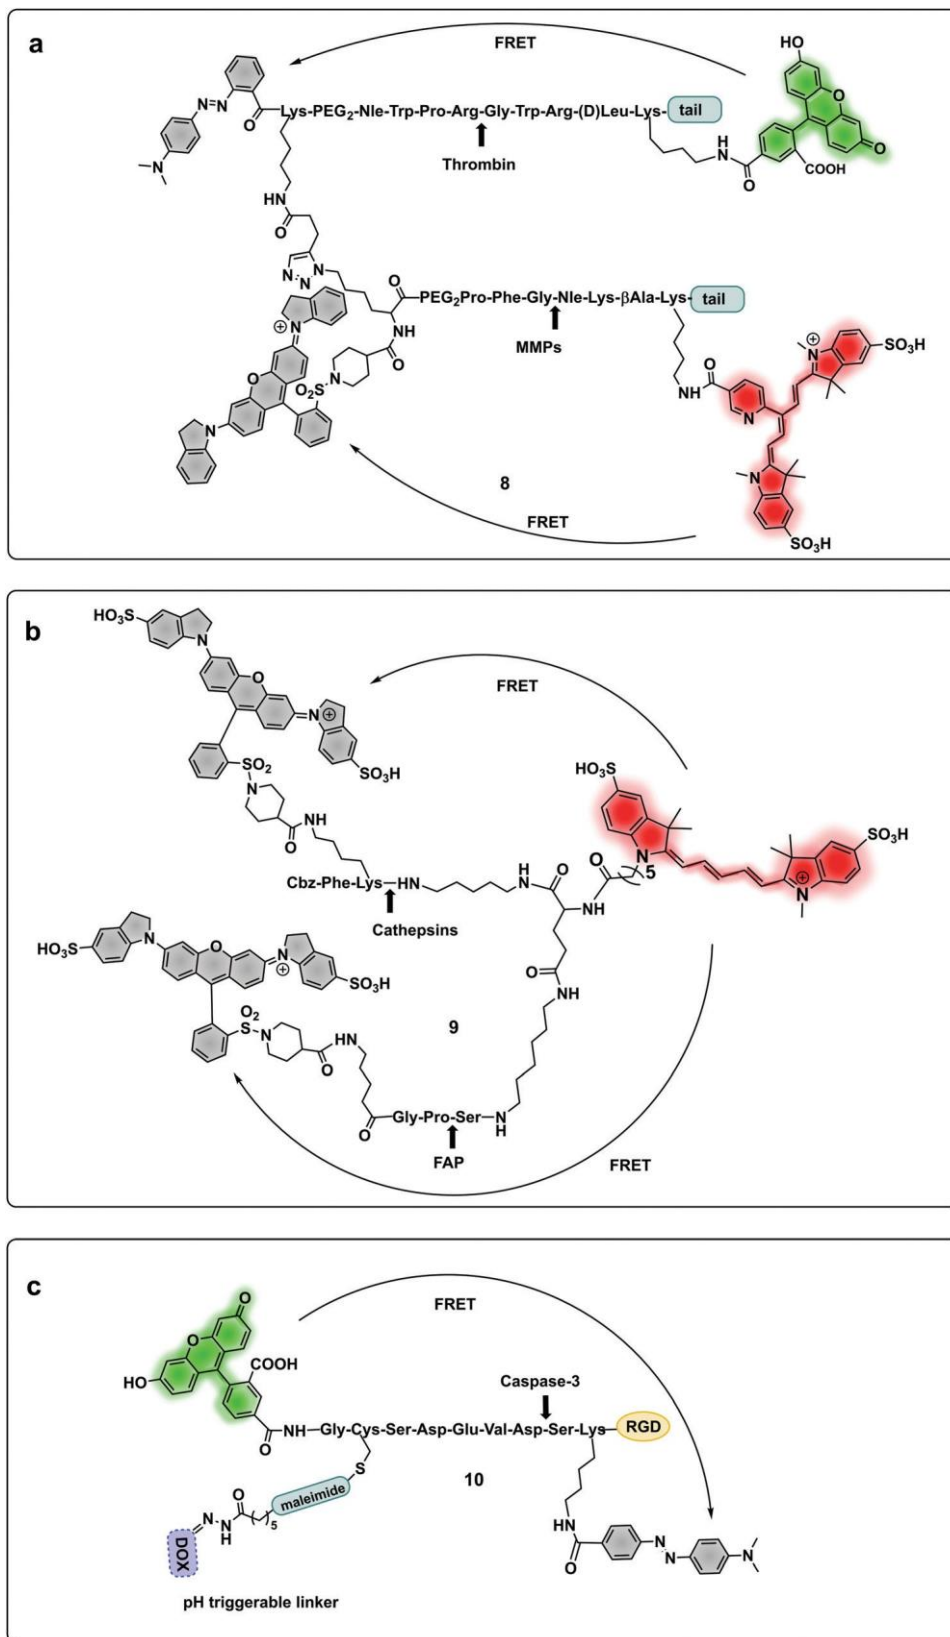 a
FRET
HO
O
O
COOH
N=N
N
O
Lys-PEG2-Nle-Trp-Pro-Arg-Gly-Trp-Arg-(D)Leu-Lys-
tail
Thrombin
H
N
O
HN
O
N
N
N
O
PEG2Pro-Phe-Gly-Nle-Lys-βAla-Lys-
tail
MMPs
NH
O
N
O2S
⊕
N
O
N
HN
O
N
N
⊕
SO3H
N
SO3H
8
FRET
b
HO3S
N
O
N
⊕
SO3H
SO2
N
O
NH
FRET
HO3S
N
5
O
SO3H
N
⊕
Cbz-Phe-Lys-HN
H
N
O
NH
Cathepsins
HO3S
N
O
N
⊕
SO3H
O2
S-N
O
HN
O
NH
9
O
Gly-Pro-Ser-N
H
FAP
FRET
c
FRET
O
O
HO
COOH
O
NH
Gly-Cys-Ser-Asp-Glu-Val-Asp-Ser-Lys
RGD
Caspase-3
S
maleimide
10
O
5
N
N
H
DOX
HN
O
N
N
N
pH triggerable linker